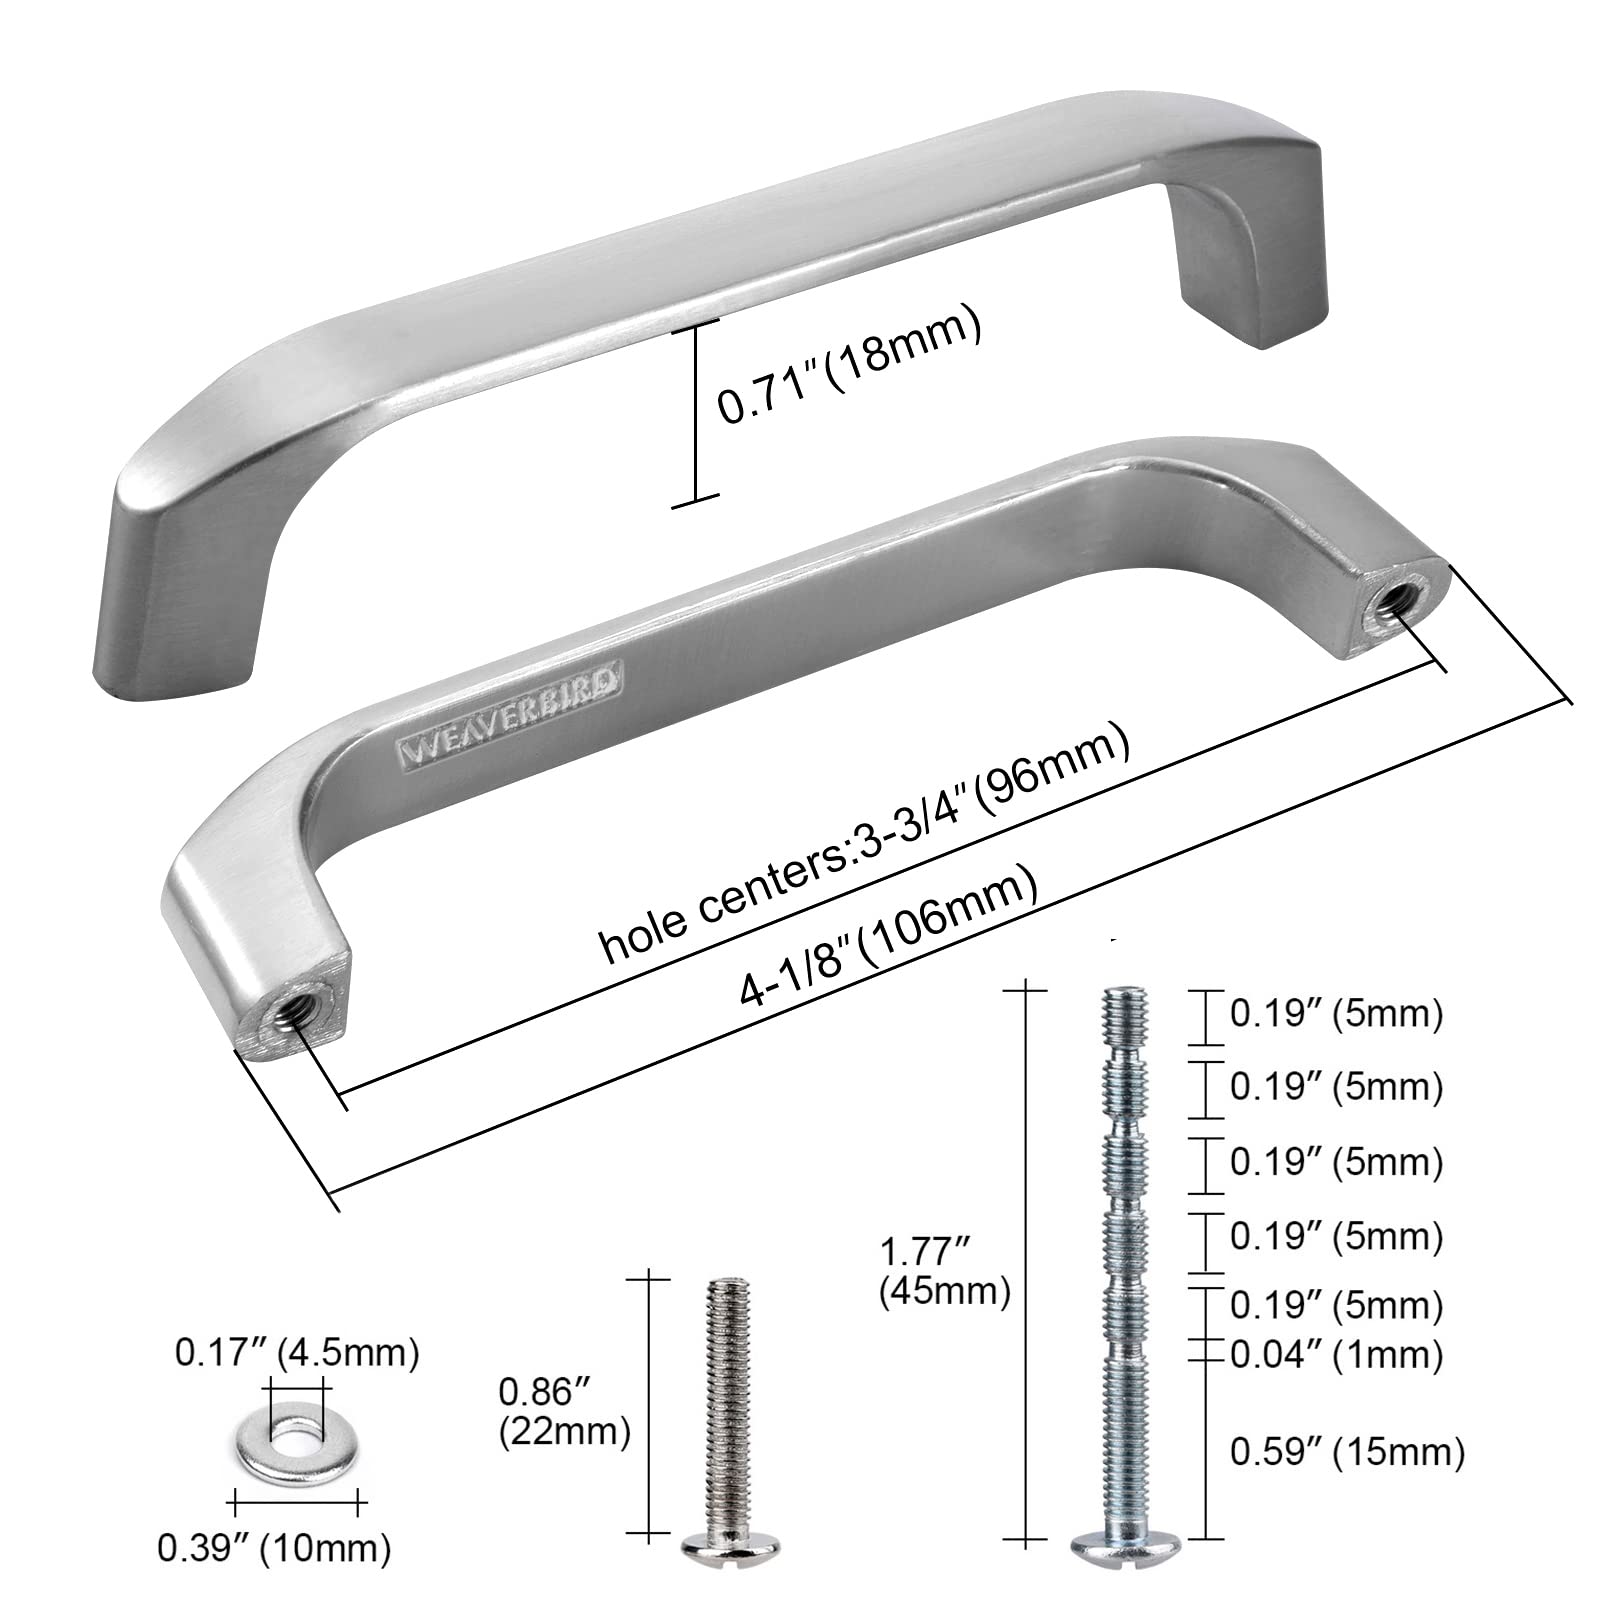 0.71″(18mm)
WEAVERBIRD
hole centers:3-3/4″(96mm)
4-1/8″(106mm)
0.19″ (5mm)
0.19″ (5mm)
0.19″ (5mm)
0.19″ (5mm)
0.19″ (5mm)
0.04″ (1mm)
0.59″ (15mm)
1.77″
(45mm)
0.86″
(22mm)
0.17″ (4.5mm)
0.39″ (10mm)